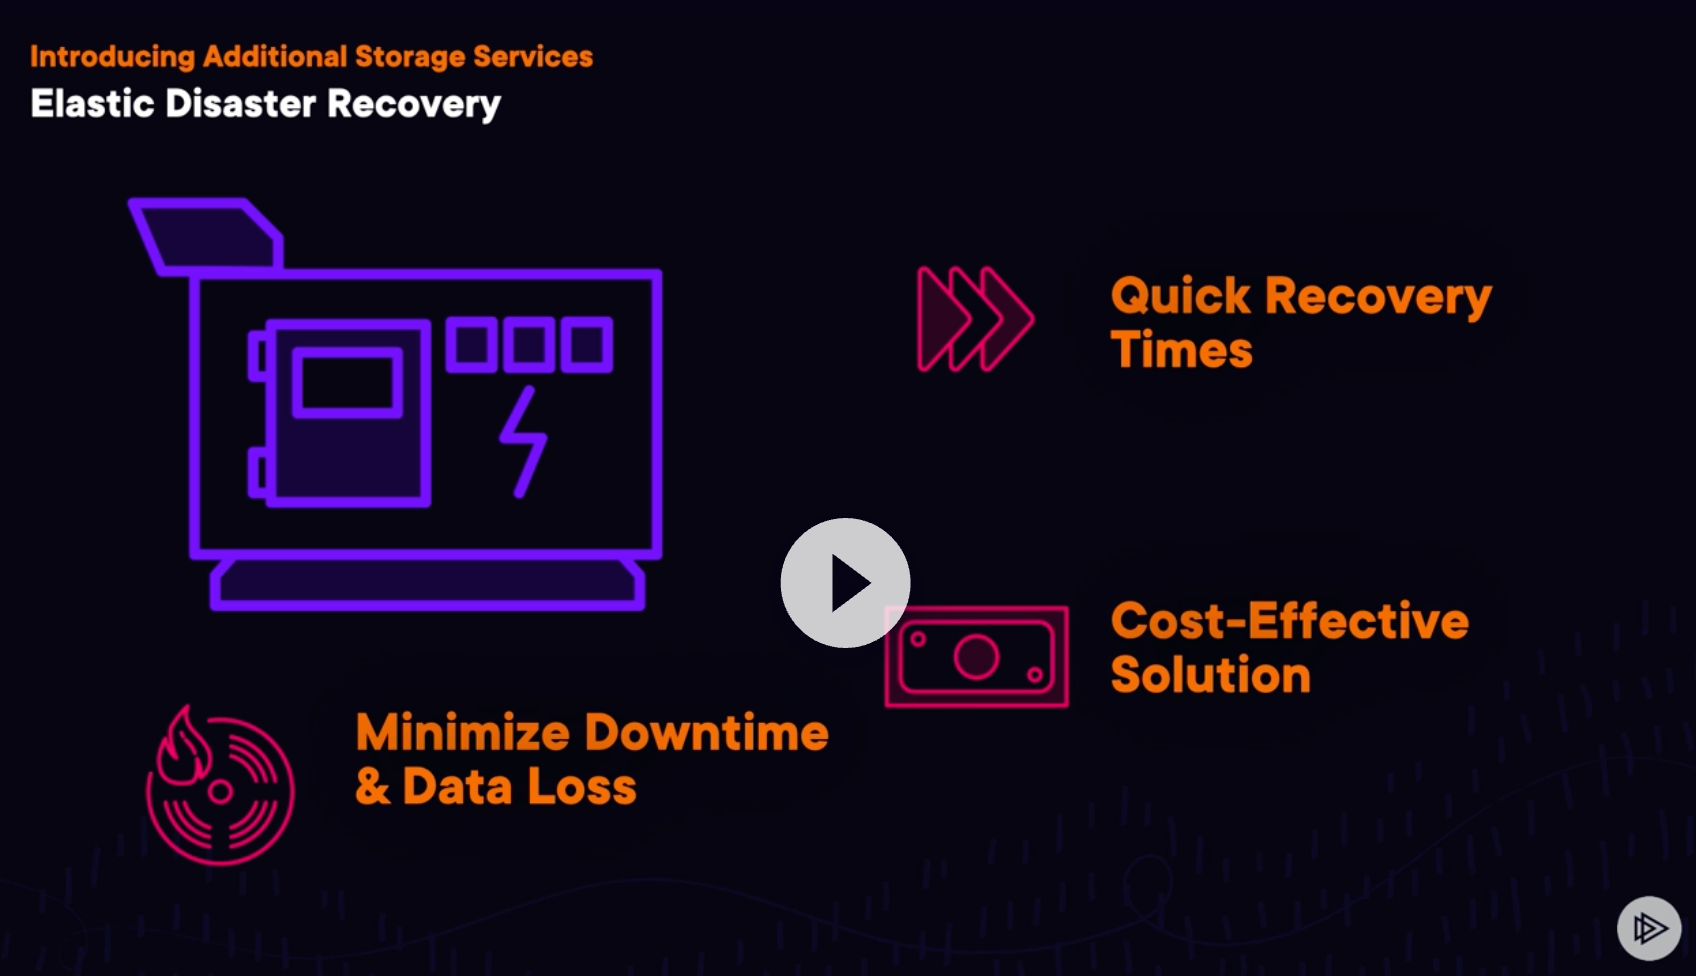 Introducing Additional Storage Services
Elastic Disaster Recovery
Quick Recovery
Times
Cost-Effective
Solution
Minimize Downtime
& Data Loss